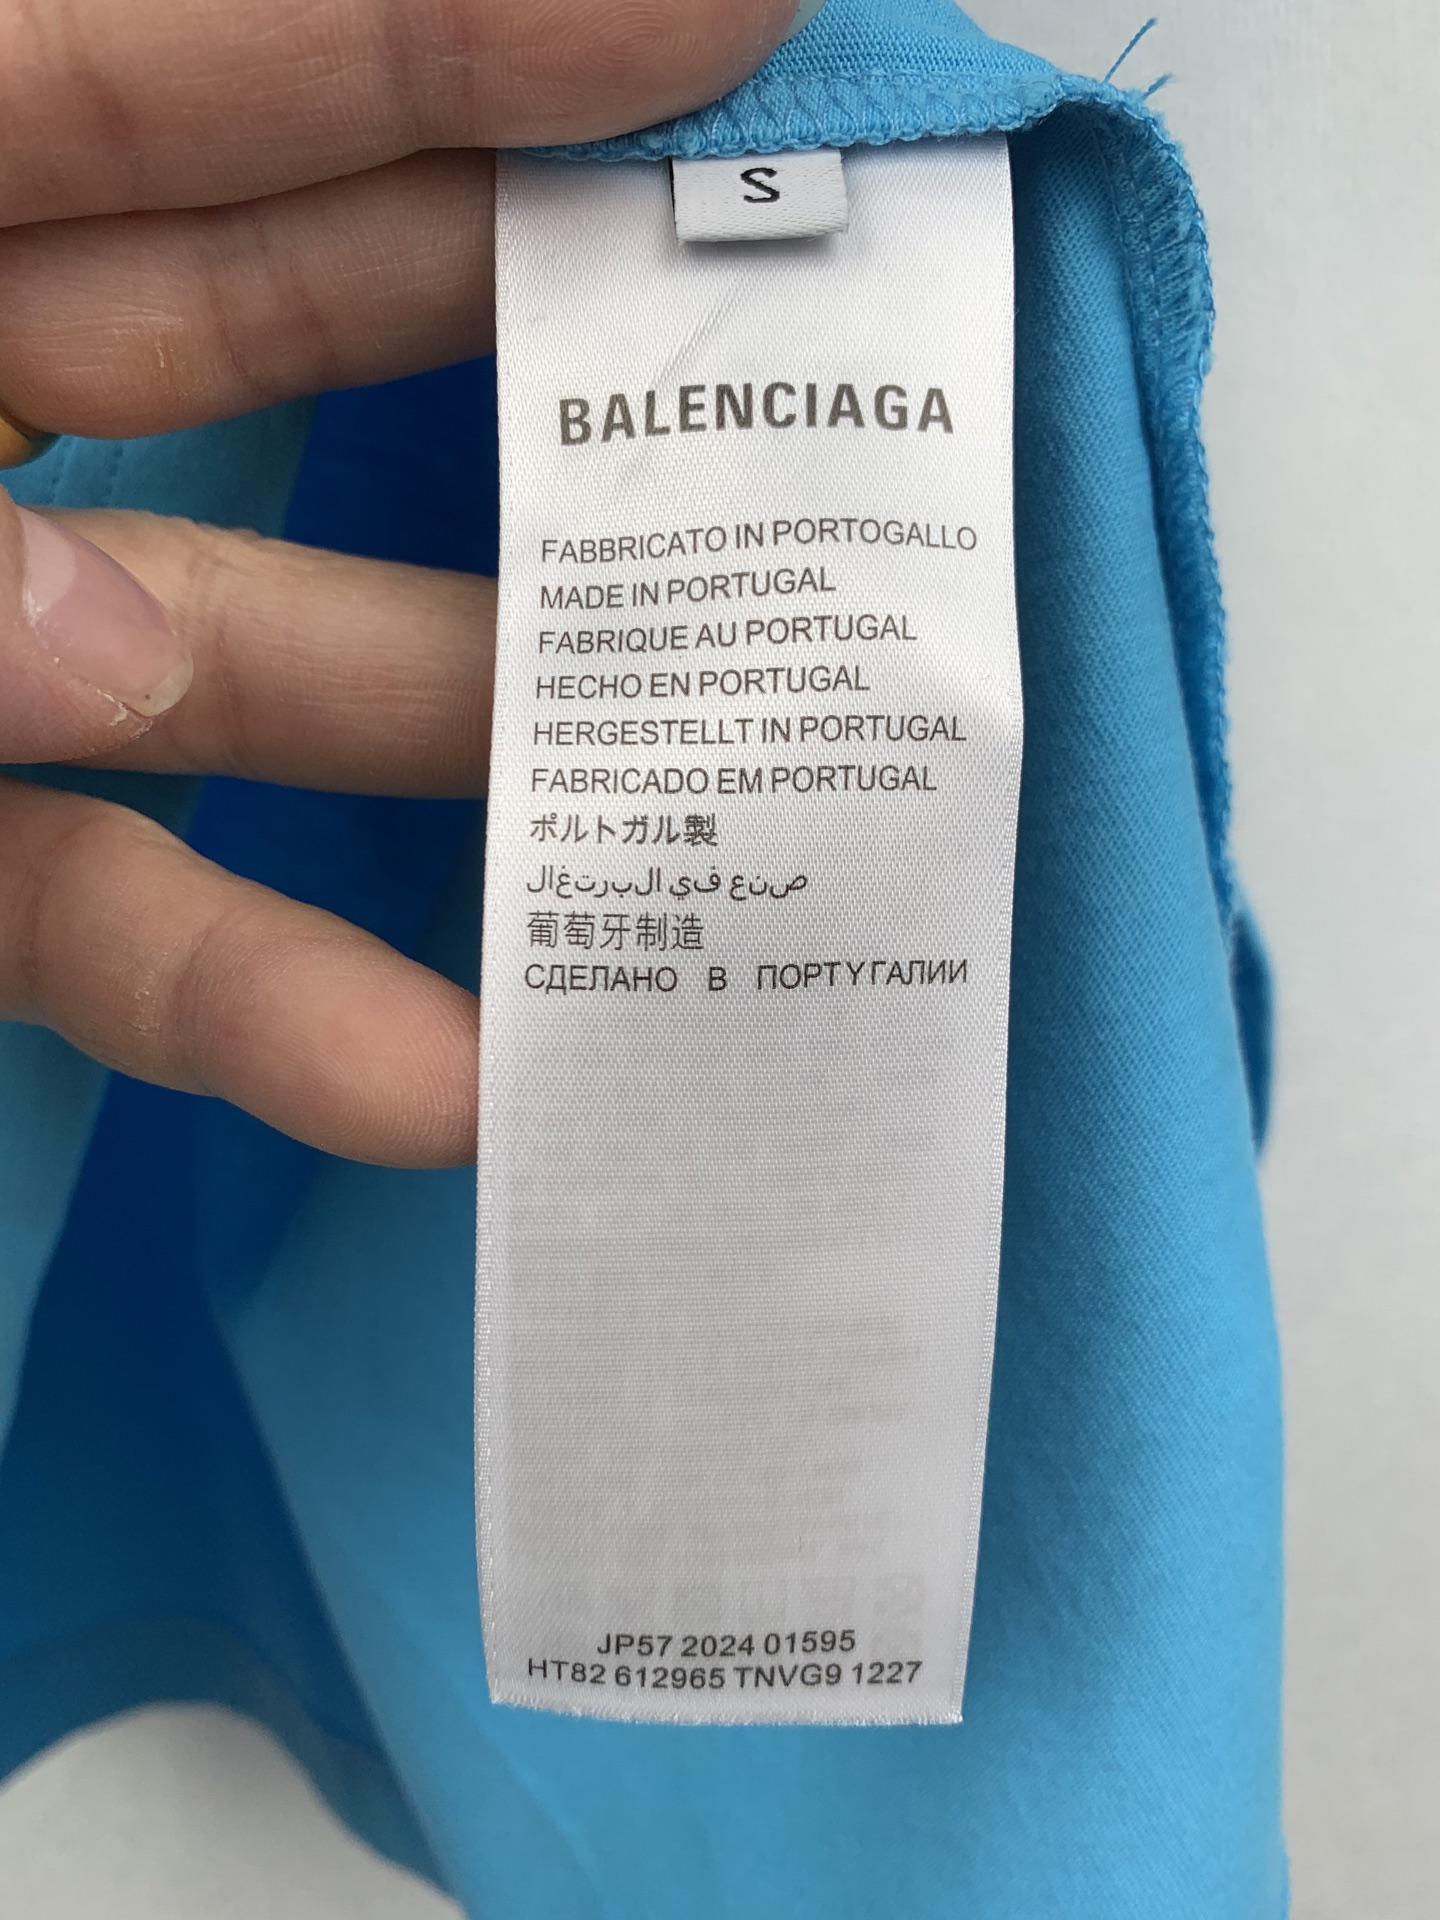 S
BALENCIAGA
FABBRICATO IN PORTOGALLO
MADE IN PORTUGAL
FABRIQUE AU PORTUGAL
HECHO EN PORTUGAL
HERGESTELLT IN PORTUGAL
FABRICADO EM PORTUGAL
ポルトガル製
صنع في البرتغال
葡萄牙制造
СДЕЛАНО В ПОРТУГАЛИИ
JP57 2024 01595
HT82 612965 TNVG9 1227